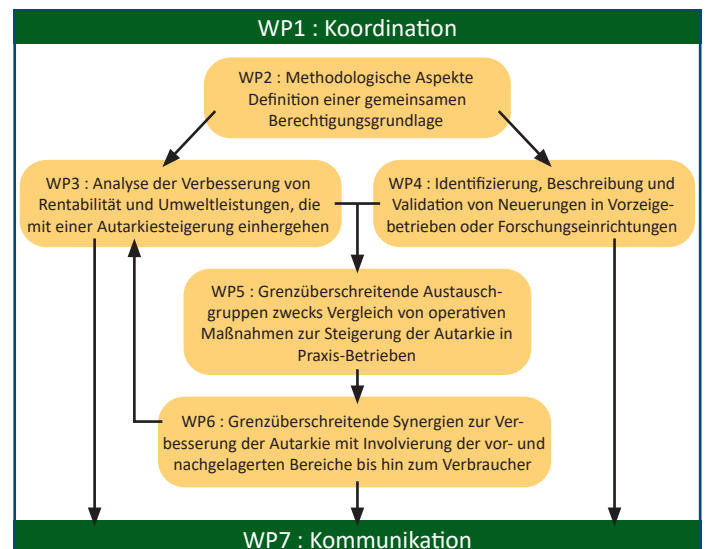 WP1 : Koordination
WP2 : Methodologische Aspekte
Definition einer gemeinsamen
Berechtigungsgrundlage
WP3 : Analyse der Verbesserung von
Rentabilität und Umweltleistungen, die
mit einer Autarkiesteigerung einhergehen
WP4 : Identifizierung, Beschreibung und
Validation von Neuerungen in Vorzeige-
betrieben oder Forschungseinrichtungen
WP5 : Grenzüberschreitende Austausch-
gruppen zwecks Vergleich von operativen
Maßnahmen zur Steigerung der Autarkie in
Praxis-Betrieben
WP6 : Grenzüberschreitende Synergien zur Ver-
besserung der Autarkie mit Involvierung der vor- und
nachgelagerten Bereiche bis hin zum Verbraucher
WP7 : Kommunikation